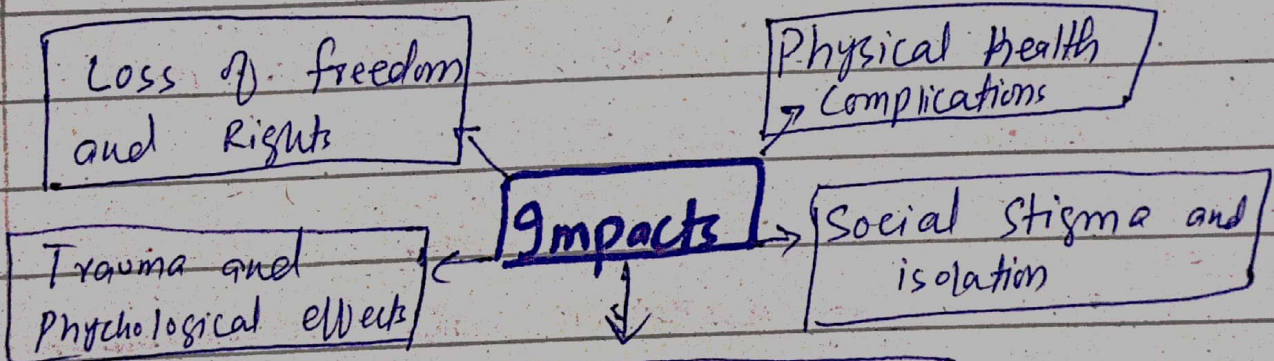 Loss of freedom
and Rights
Physical Health
Complications
Impacts
Trauma and
Phychological effects
Social Stigma and
isolation